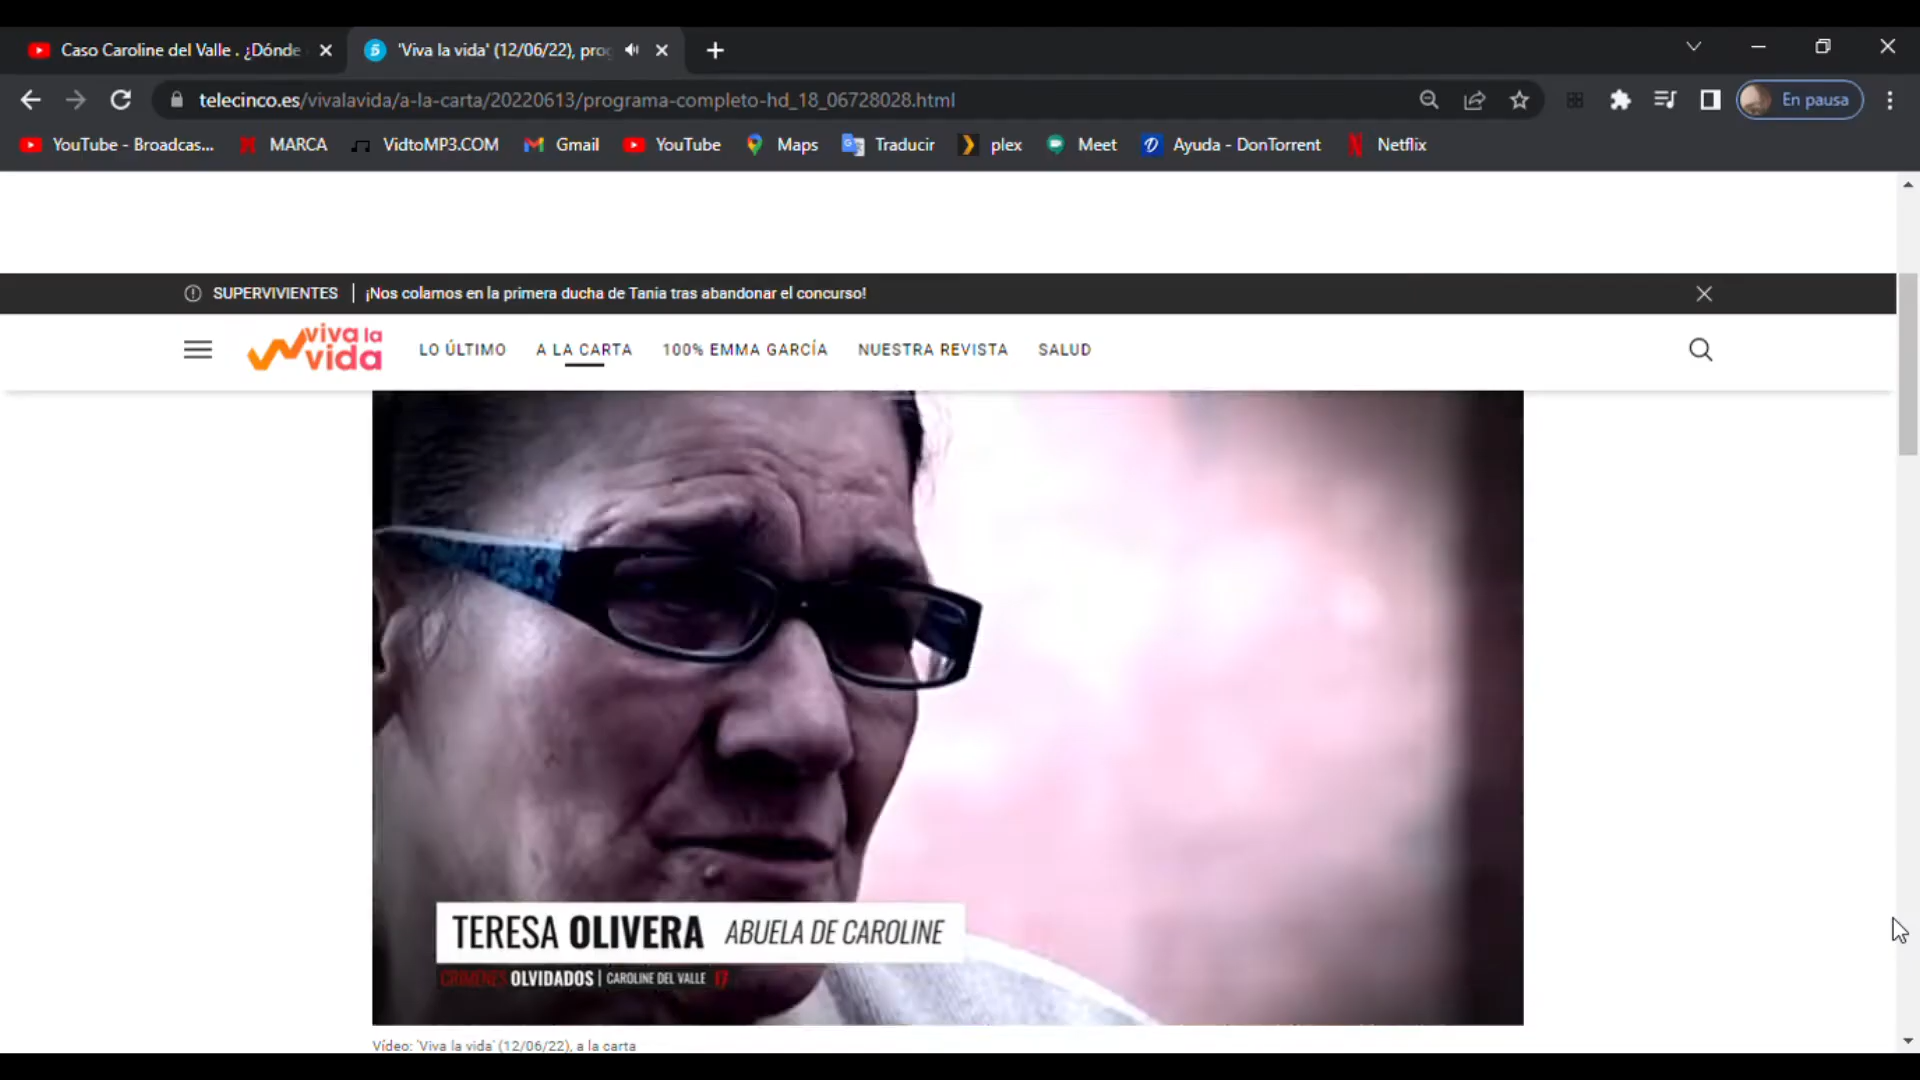 Caso Caroline del Valle . ¿Dónde
'Viva la vida' (12/06/22), pro
telecinco.es/vivalavida/a-la-carta/20220613/programa-completo-hd_18_06728028.html
En pausa
YouTube - Broadcas...
MARCA
VidtoMP3.COM
Gmail
YouTube
Maps
Traducir
plex
Meet
Ayuda - DonTorrent
Netflix
SUPERVIVIENTES
¡Nos colamos en la primera ducha de Tania tras abandonar el concurso!
viva la
vida
LO ÚLTIMO
A LA CARTA
100% EMMA GARCÍA
NUESTRA REVISTA
SALUD
TERESA OLIVERA ABUELA DE CAROLINE
CRÍMENES OLVIDADOS | CAROLINE DEL VALLE
Vídeo: 'Viva la vida' (12/06/22), a la carta